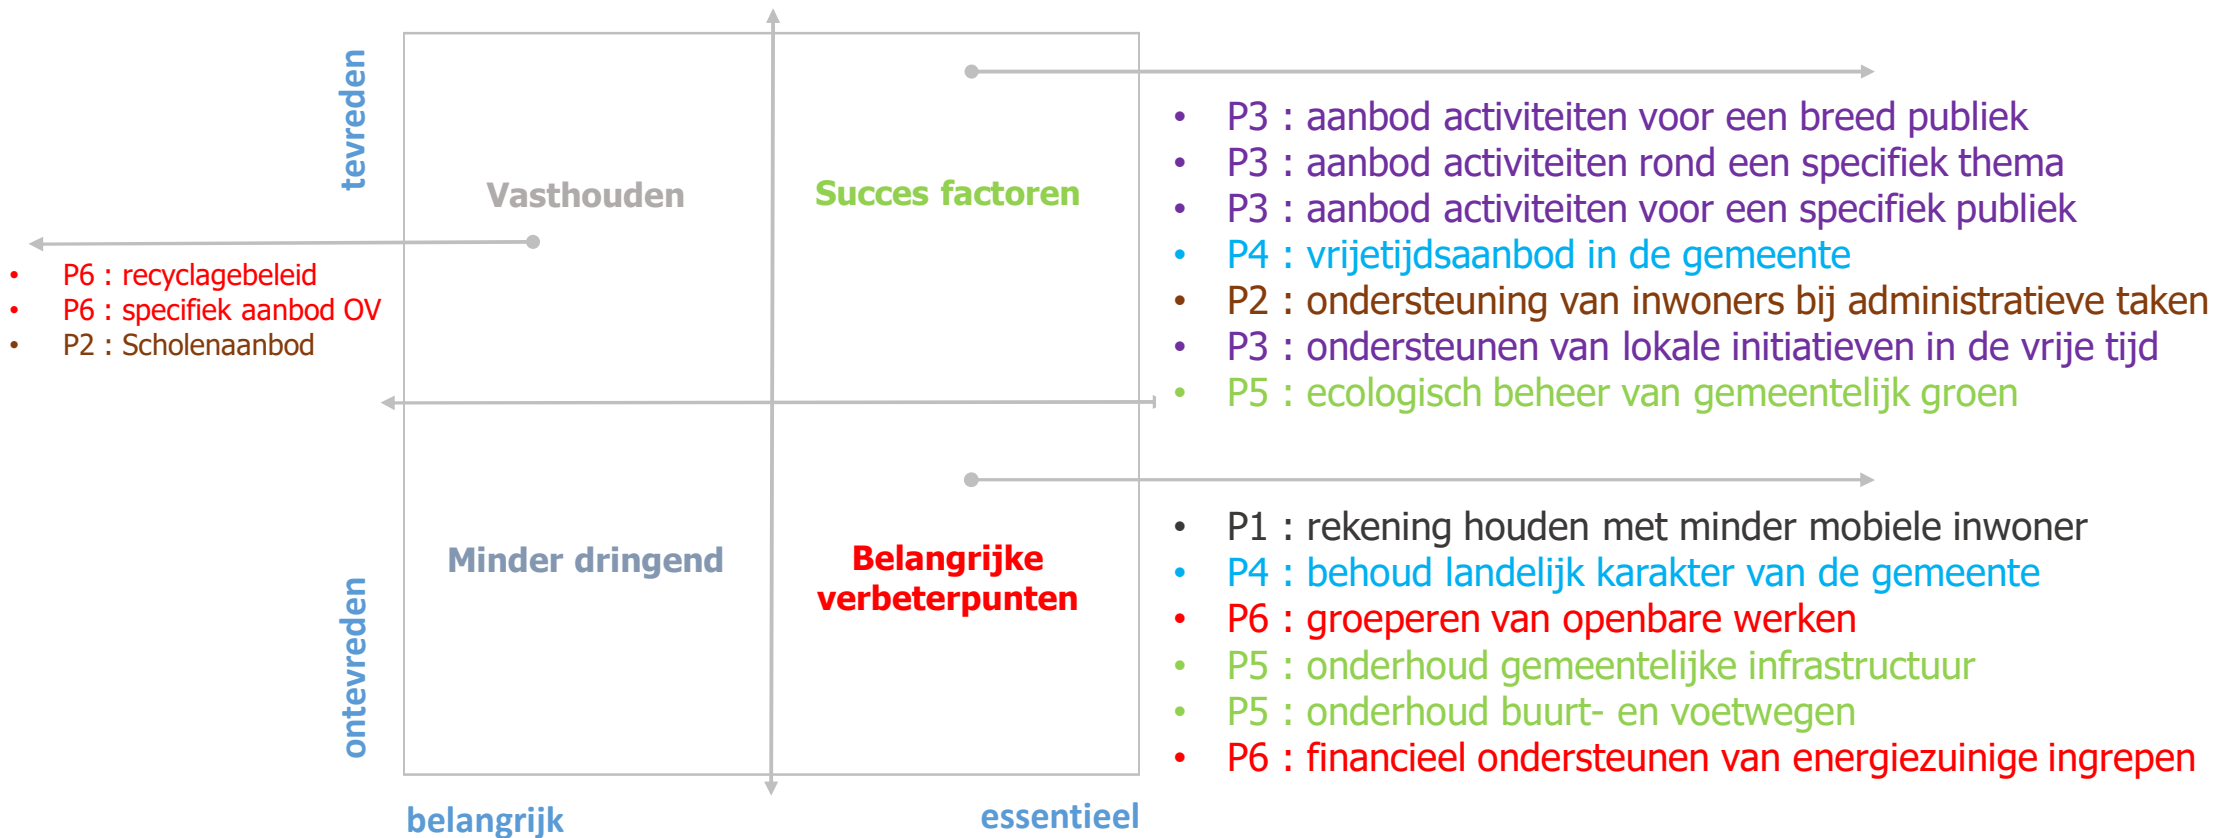 tevreden
Vasthouden
Succes factoren
• P3 : aanbod activiteiten voor een breed publiek
• P3 : aanbod activiteiten rond een specifiek thema
• P3 : aanbod activiteiten voor een specifiek publiek
• P4 : vrijetijdsaanbod in de gemeente
• P2 : ondersteuning van inwoners bij administratieve taken
• P3 : ondersteunen van lokale initiatieven in de vrije tijd
• P5 : ecologisch beheer van gemeentelijk groen
• P6 : recyclagebeleid
• P6 : specifiek aanbod OV
• P2 : Scholenaanbod
ontevreden
Minder dringend
Belangrijke
verbeterpunten
• P1 : rekening houden met minder mobiele inwoner
• P4 : behoud landelijk karakter van de gemeente
• P6 : groeperen van openbare werken
• P5 : onderhoud gemeentelijke infrastructuur
• P5 : onderhoud buurt- en voetwegen
• P6 : financieel ondersteunen van energiezuinige ingrepen
belangrijk
essentieel